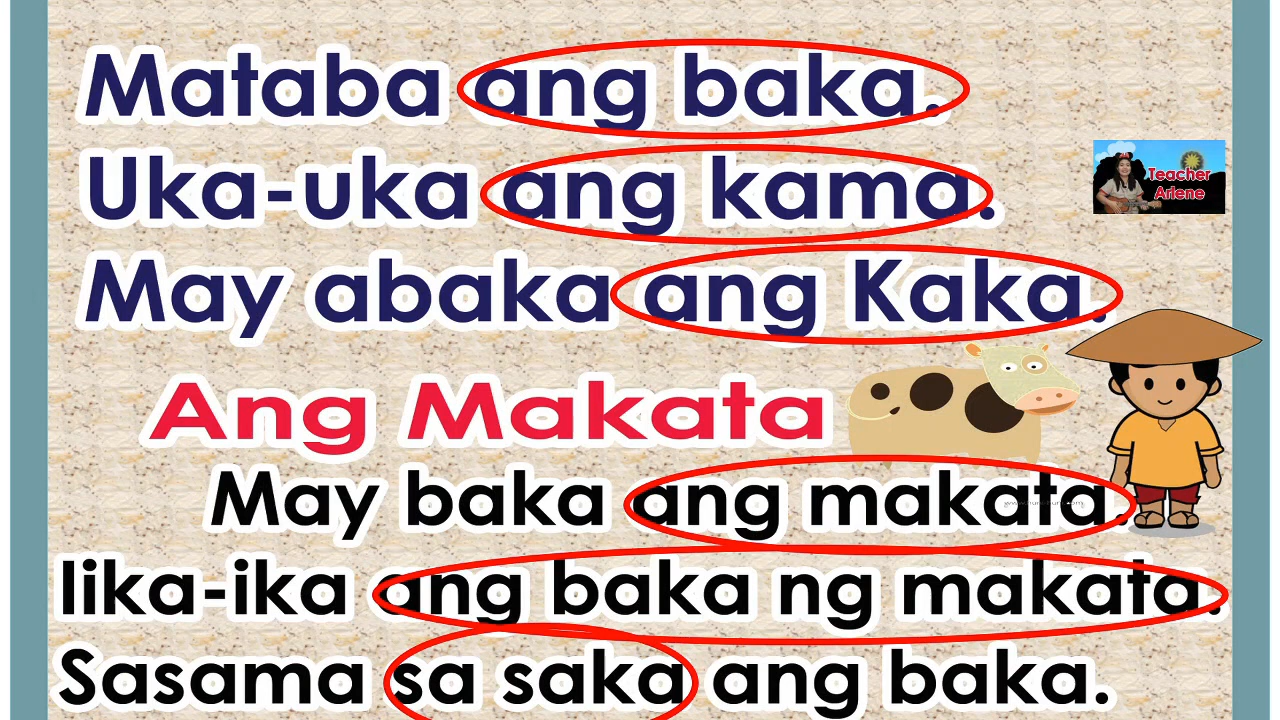 Mataba ang baka.
Uka-uka ang kama.
Teacher
Arlene
May abaka ang Kaka.
Ang Makata
May baka ang makata.
Iika-ika ang baka ng makata.
Sasama sa saka ang baka.